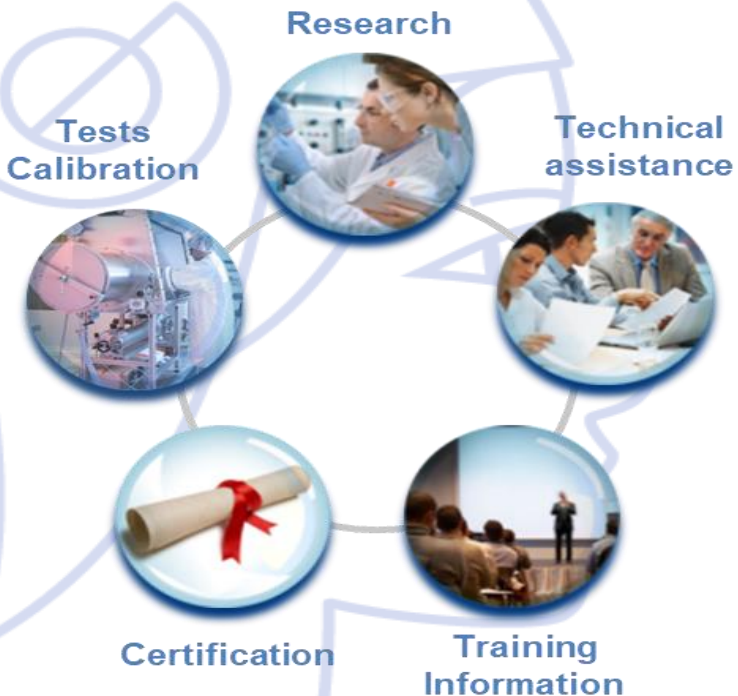 Research
Technical
assistance
Tests
Calibration
Certification
Training
Information